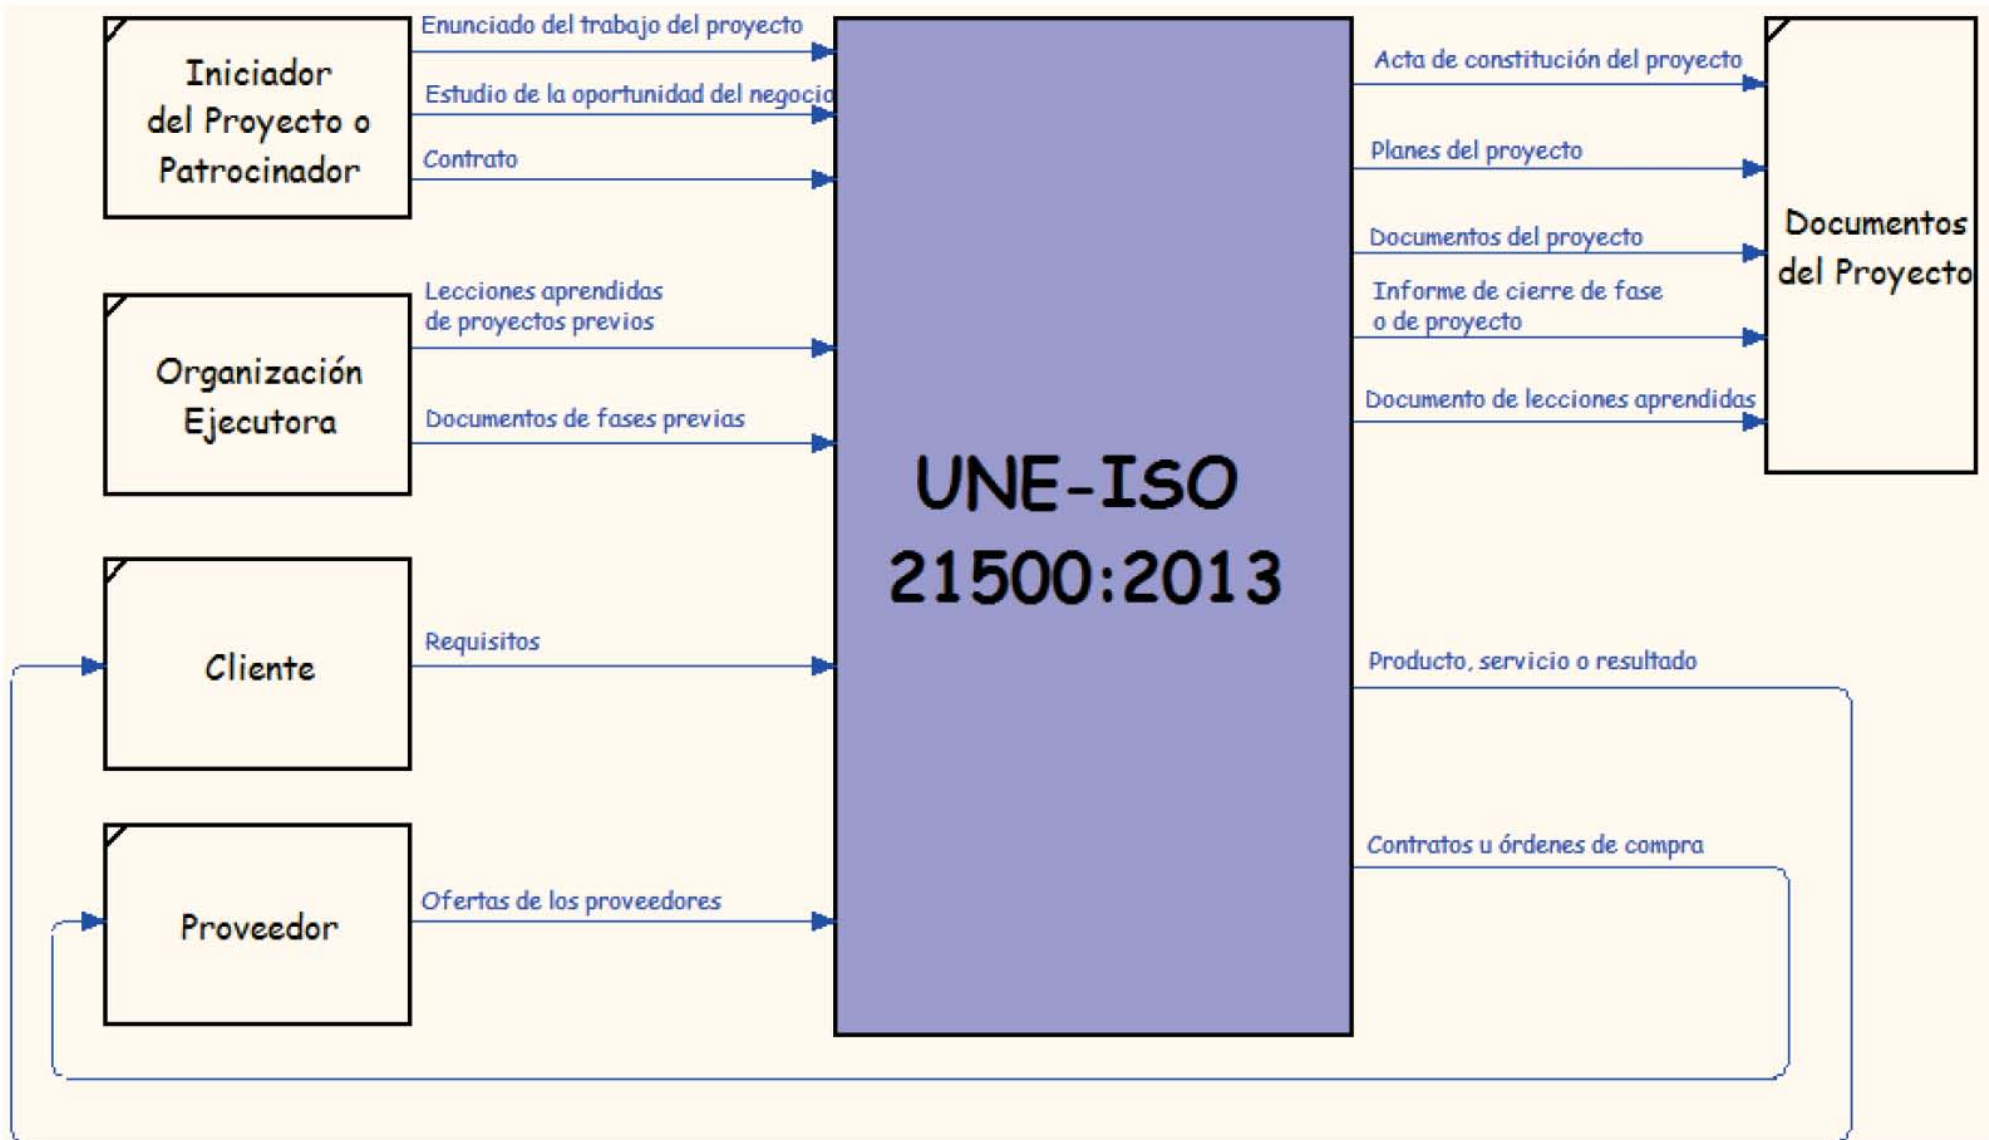 Enunciado del trabajo del proyecto
Iniciador
del Proyecto o
Patrocinador
Estudio de la oportunidad del negocio
Contrato
Lecciones aprendidas
de proyectos previos
Organización
Ejecutora
Documentos de fases previas
Cliente
Requisitos
Proveedor
Ofertas de los proveedores
UNE-ISO
21500:2013
Acta de constitución del proyecto
Planes del proyecto
Documentos del proyecto
Informe de cierre de fase
o de proyecto
Documento de lecciones aprendidas
Documentos
del Proyecto
Producto, servicio o resultado
Contratos u órdenes de compra